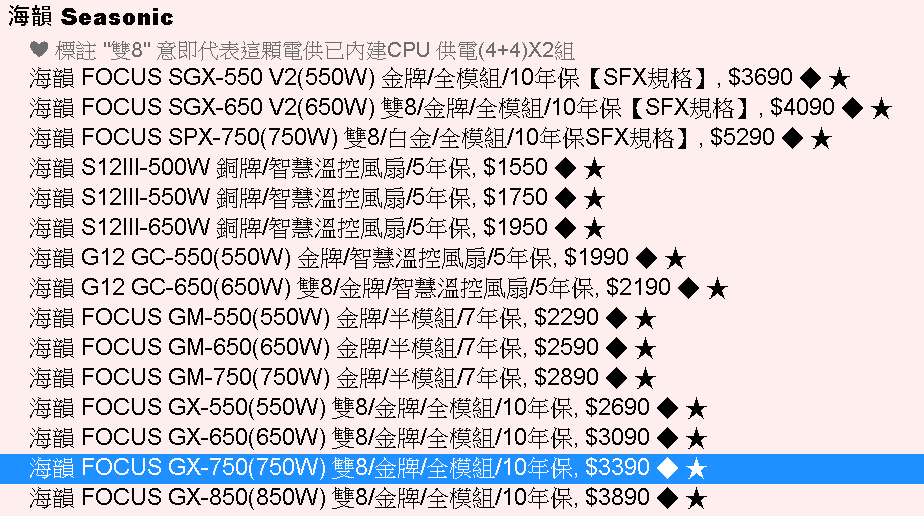 海韻 Seasonic
♥ 標註 "雙8" 意即代表這顆電供已內建CPU 供電(4+4)X2組
海韻 FOCUS SGX-550 V2(550W) 金牌/全模組/10年保【SFX規格】, $3690 ◆ ★
海韻 FOCUS SGX-650 V2(650W) 雙8/金牌/全模組/10年保【SFX規格】, $4090 ◆ ★
海韻 FOCUS SPX-750(750W) 雙8/白金/全模組/10年保SFX規格】, $5290 ◆ ★
海韻 S12III-500W 銅牌/智慧溫控風扇/5年保, $1550 ◆ ★
海韻 S12III-550W 銅牌/智慧溫控風扇/5年保, $1750 ◆ ★
海韻 S12III-650W 銅牌/智慧溫控風扇/5年保, $1950 ◆ ★
海韻 G12 GC-550(550W) 金牌/智慧溫控風扇/5年保, $1990 ◆ ★
海韻 G12 GC-650(650W) 雙8/金牌/智慧溫控風扇/5年保, $2190 ◆ ★
海韻 FOCUS GM-550(550W) 金牌/半模組/7年保, $2290 ◆ ★
海韻 FOCUS GM-650(650W) 金牌/半模組/7年保, $2590 ◆ ★
海韻 FOCUS GM-750(750W) 金牌/半模組/7年保, $2890 ◆ ★
海韻 FOCUS GX-550(550W) 雙8/金牌/全模組/10年保, $2690 ◆ ★
海韻 FOCUS GX-650(650W) 雙8/金牌/全模組/10年保, $3090 ◆ ★
海韻 FOCUS GX-750(750W) 雙8/金牌/全模組/10年保, $3390 ◆ ★
海韻 FOCUS GX-850(850W) 雙8/金牌/全模組/10年保, $3890 ◆ ★